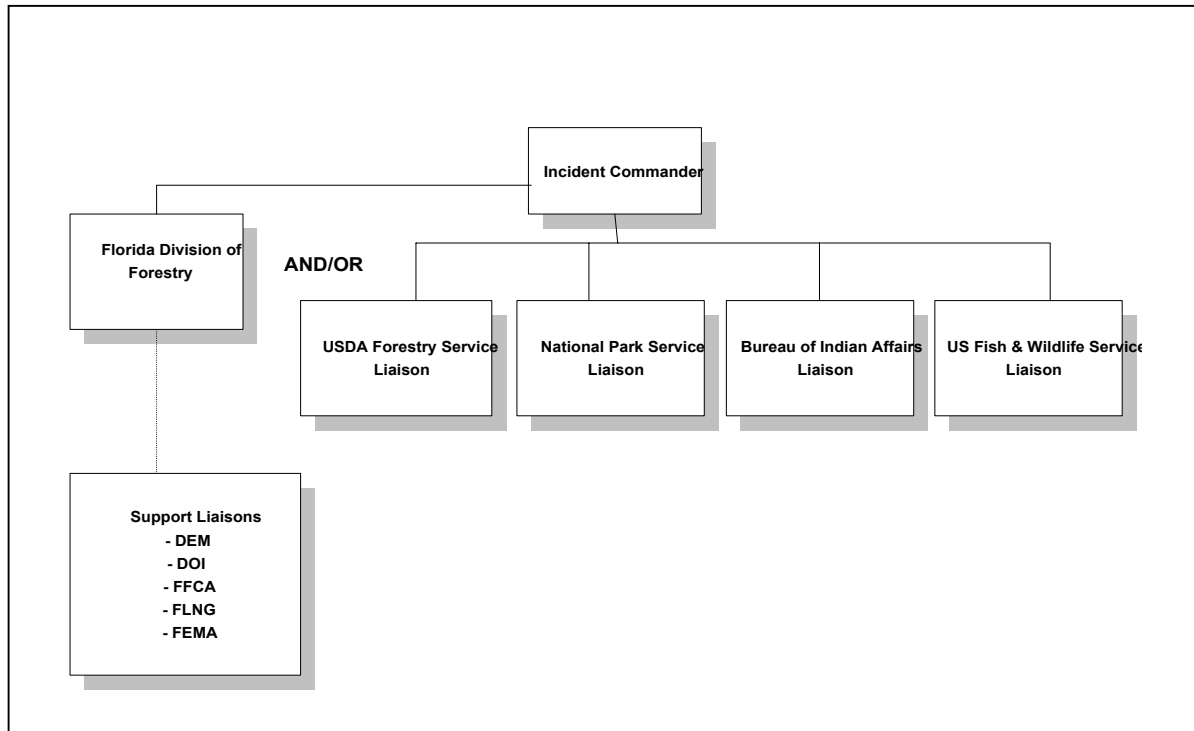 Incident Commander
Florida Division of
Forestry
AND/OR
USDA Forestry Service
Liaison
National Park Service
Liaison
Bureau of Indian Affairs
Liaison
US Fish & Wildlife Service
Liaison
Support Liaisons
- DEM
- DOI
- FFCA
- FLNG
- FEMA